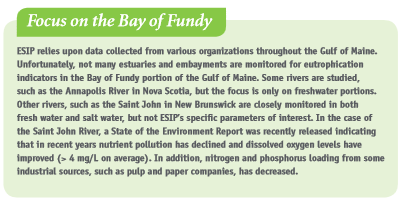 Focus on the Bay of Fundy
ESIP relies upon data collected from various organizations throughout the Gulf of Maine.
Unfortunately, not many estuaries and embayments are monitored for eutrophication
indicators in the Bay of Fundy portion of the Gulf of Maine. Some rivers are studied,
such as the Annapolis River in Nova Scotia, but the focus is only on freshwater portions.
Other rivers, such as the Saint John in New Brunswick are closely monitored in both
fresh water and salt water, but not ESIP's specific parameters of interest. In the case of
the Saint John River, a State of the Environment Report was recently released indicating
that in recent years nutrient pollution has declined and dissolved oxygen levels have
improved (> 4 mg/L on average). In addition, nitrogen and phosphorus loading from some
industrial sources, such as pulp and paper companies, has decreased.